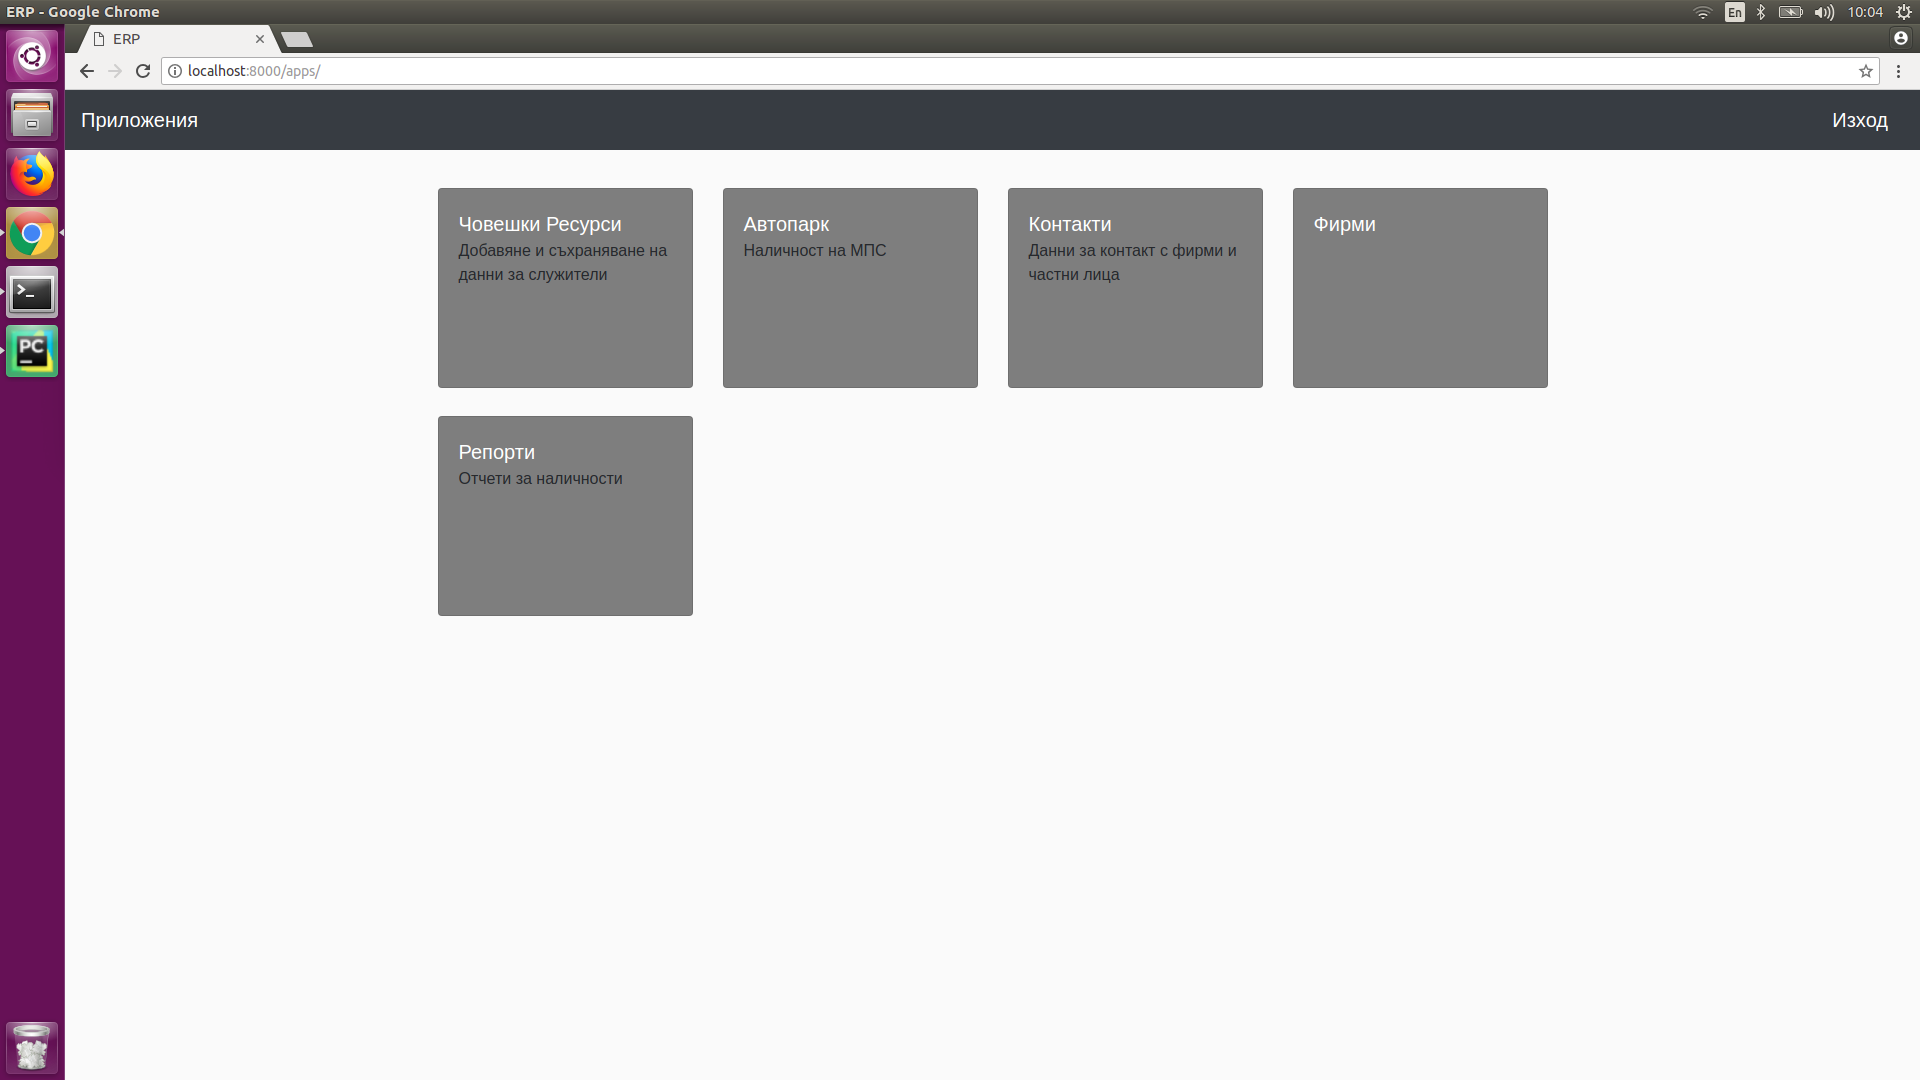 ERP - Google Chrome
En
10:04
ERP
localhost:8000/apps/
Приложения
Изход
Човешки Ресурси
Добавяне и съхраняване на
данни за служители
Автопарк
Наличност на МПС
Контакти
Данни за контакт с фирми и
частни лица
Фирми
Репорти
Отчети за наличности
PC